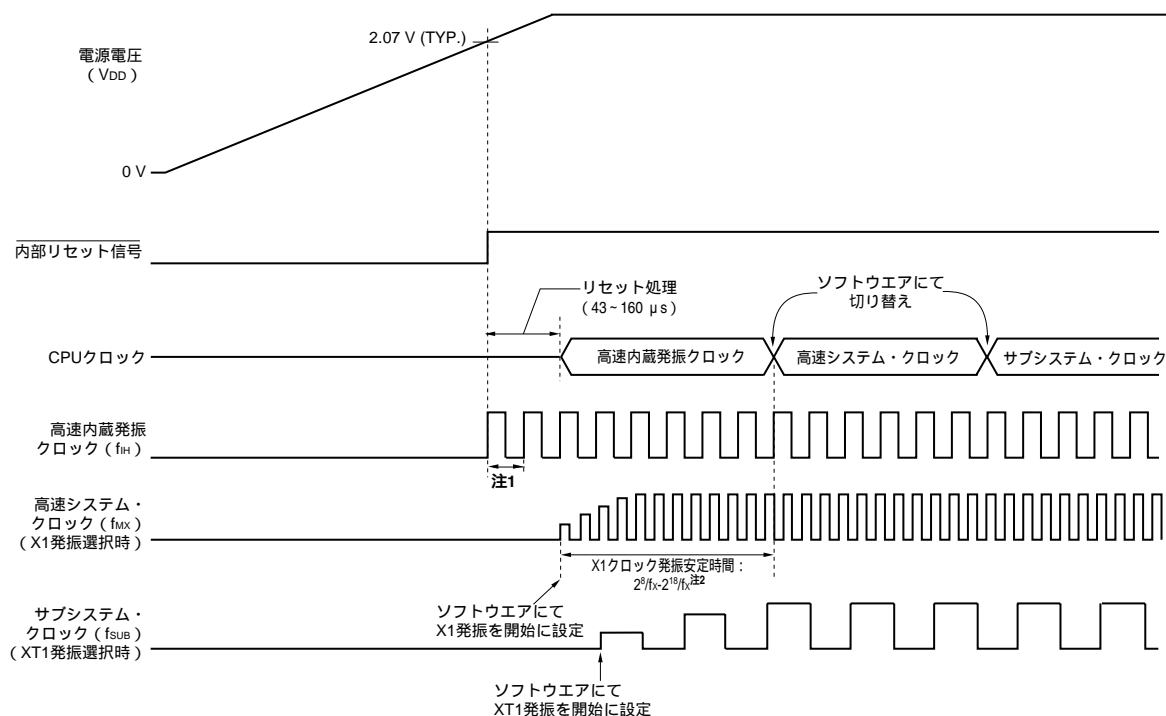 2.07 V (TYP.)
電源電圧
（VDD）
0 V
内部リセット信号
リセット処理
（43～160 μs）
ソフトウエアにて
切り替え
CPUクロック
高速内蔵発振クロック
高速システム・クロック
サブシステム・クロック
高速内蔵発振
クロック（fIH）
注1
高速システム・
クロック（fMX）
（X1発振選択時）
X1クロック発振安定時間：
2⁸/fX-2¹⁸/fX注2
ソフトウエアにて
X1発振を開始に設定
サブシステム・
クロック（fSUB）
（XT1発振選択時）
ソフトウエアにて
XT1発振を開始に設定